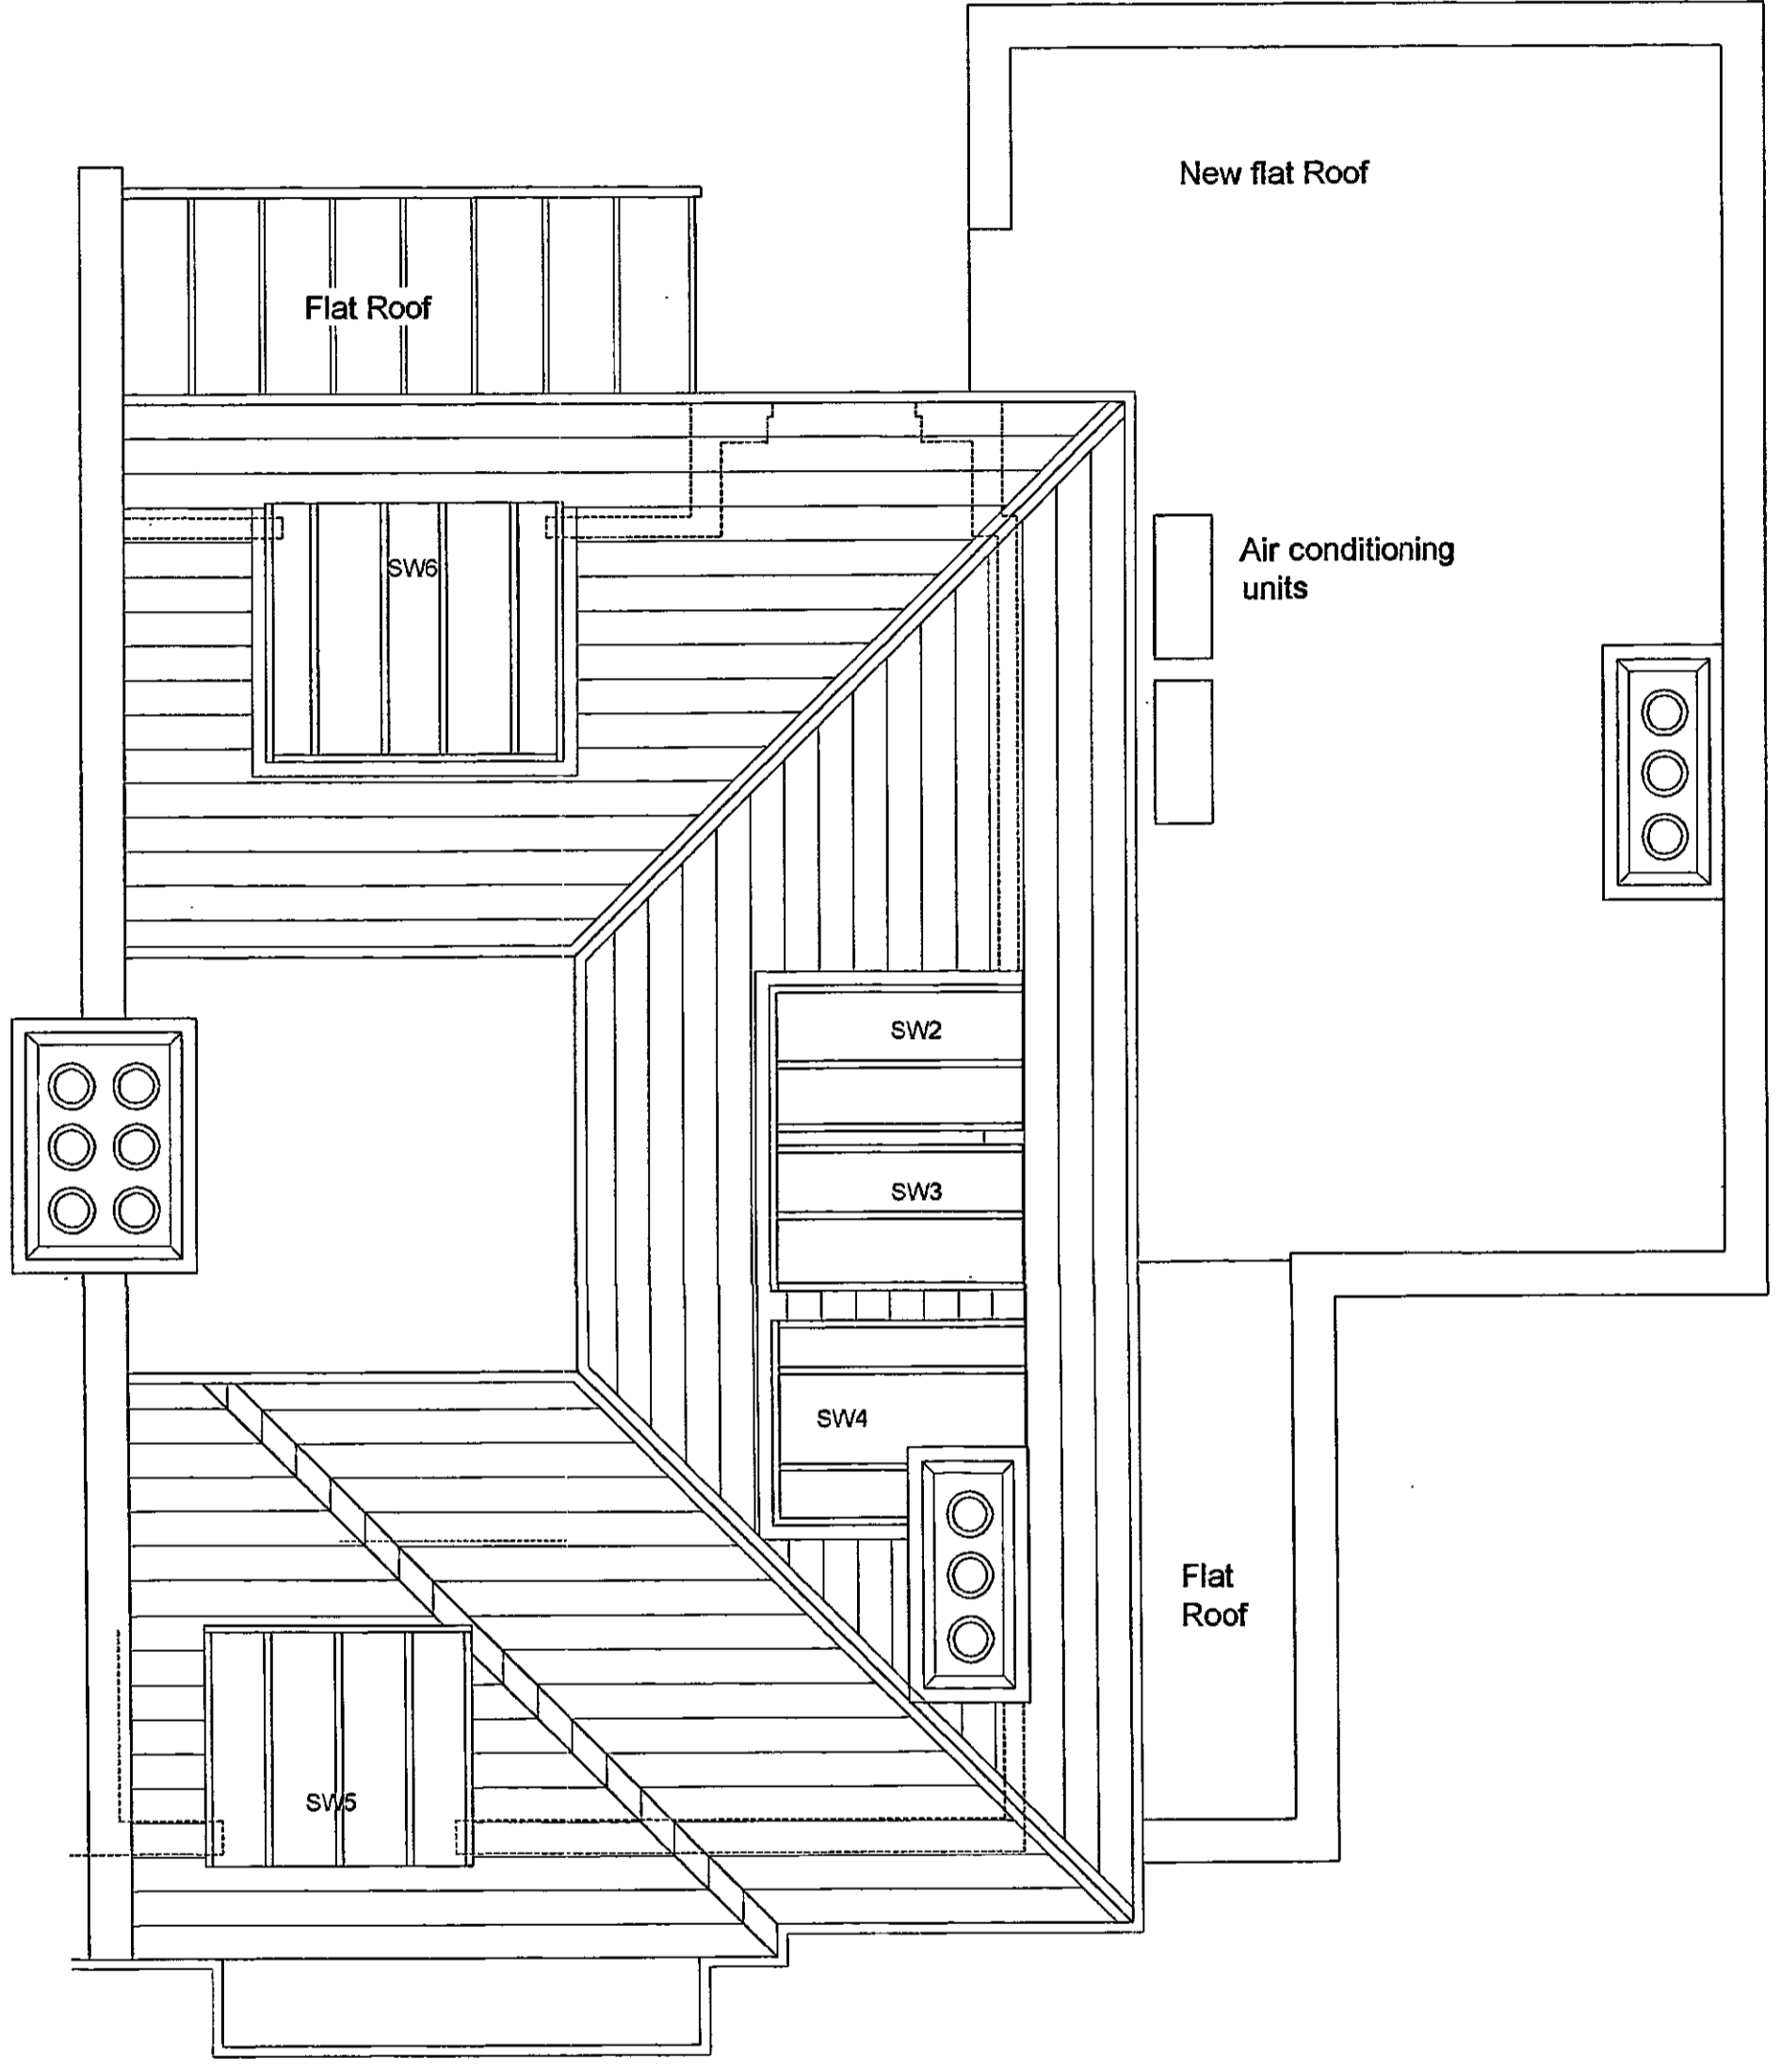 New flat Roof
Flat Roof
Air conditioning
units
SW6
SW2
SW3
SW4
Flat
Roof
SW5